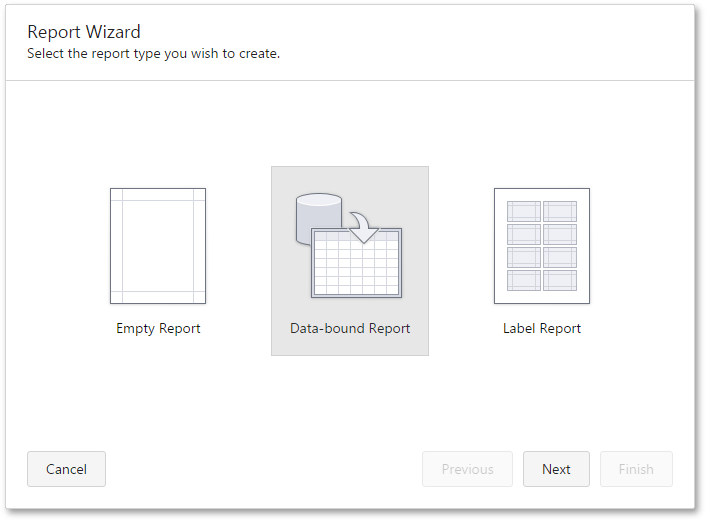 Report Wizard
Select the report type you wish to create.
Empty Report
Data-bound Report
Label Report
Cancel
Previous
Next
Finish